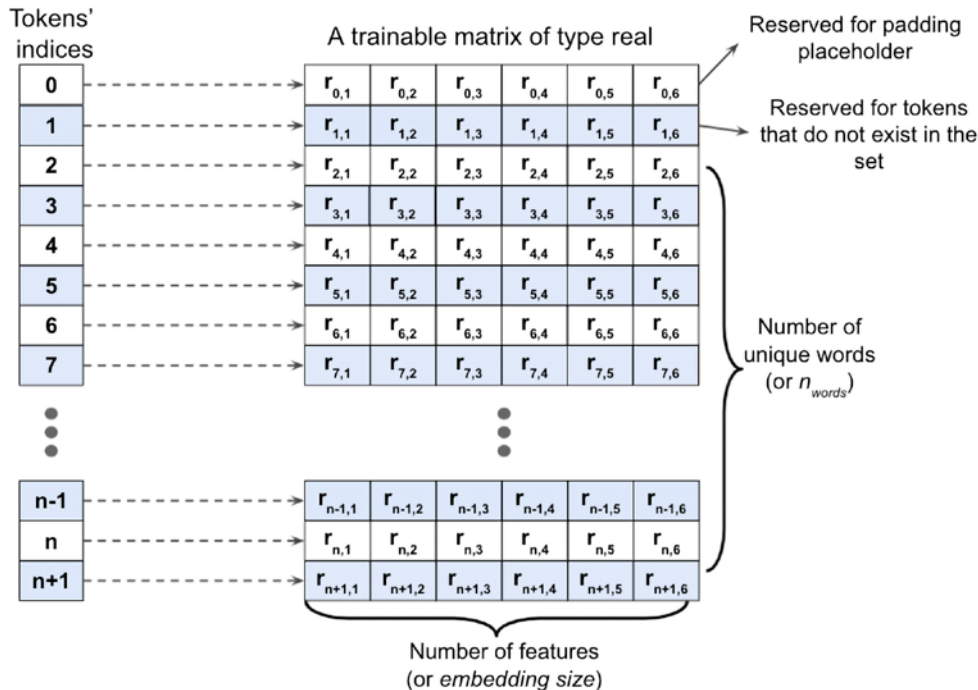 Tokens'
indices
A trainable matrix of type real
Reserved for padding
placeholder
0 r0,1 r0,2 r0,3 r0,4 r0,5 r0,6
1 r1,1 r1,2 r1,3 r1,4 r1,5 r1,6
Reserved for tokens
that do not exist in the
set
2 r2,1 r2,2 r2,3 r2,4 r2,5 r2,6
3 r3,1 r3,2 r3,3 r3,4 r3,5 r3,6
4 r4,1 r4,2 r4,3 r4,4 r4,5 r4,6
5 r5,1 r5,2 r5,3 r5,4 r5,5 r5,6
6 r6,1 r6,2 r6,3 r6,4 r6,5 r6,6
7 r7,1 r7,2 r7,3 r7,4 r7,5 r7,6
Number of
unique words
(or nwords)
n-1 rn-1,1 rn-1,2 rn-1,3 rn-1,4 rn-1,5 rn-1,6
n rn,1 rn,2 rn,3 rn,4 rn,5 rn,6
n+1 rn+1,1 rn+1,2 rn+1,3 rn+1,4 rn+1,5 rn+1,6
Number of features
(or embedding size)